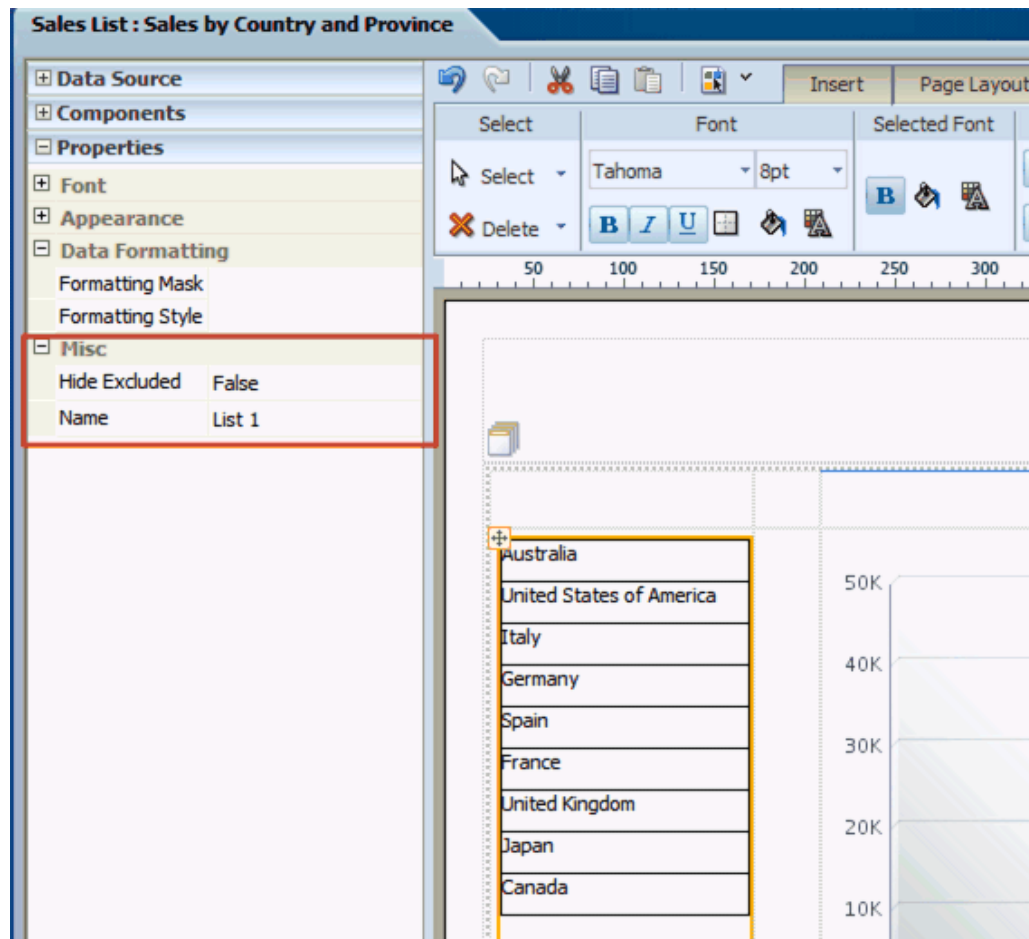 Sales List : Sales by Country and Province
Data Source
Components
Properties
Font
Appearance
Data Formatting
Formatting Mask
Formatting Style
Misc
Hide Excluded False
Name List 1
Insert Page Layout
Select Font Selected Font
Select Tahoma 8pt
B
Delete B I U
50 100 150 200 250 300
Australia
United States of America
Italy
Germany
Spain
France
United Kingdom
Japan
Canada
50K
40K
30K
20K
10K